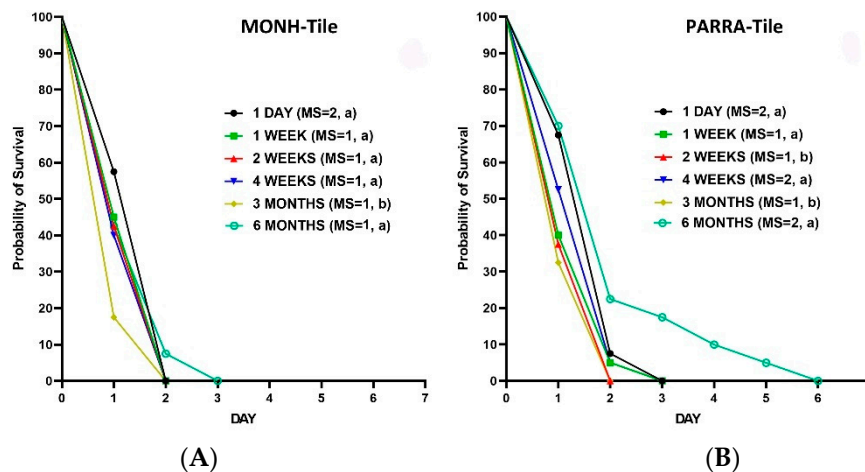 MONH-Tile
Probability of Survival
100
90
80
70
60
50
40
30
20
10
0
1 DAY (MS=2, a)
1 WEEK (MS=1, a)
2 WEEKS (MS=1, a)
4 WEEKS (MS=1, a)
3 MONTHS (MS=1, b)
6 MONTHS (MS=1, a)
0 1 2 3 4 5 6 7
DAY
(A)
PARRA-Tile
Probability of Survival
100
90
80
70
60
50
40
30
20
10
0
1 DAY (MS=2, a)
1 WEEK (MS=1, a)
2 WEEKS (MS=1, b)
4 WEEKS (MS=2, a)
3 MONTHS (MS=1, b)
6 MONTHS (MS=2, a)
0 1 2 3 4 5 6 7
DAY
(B)